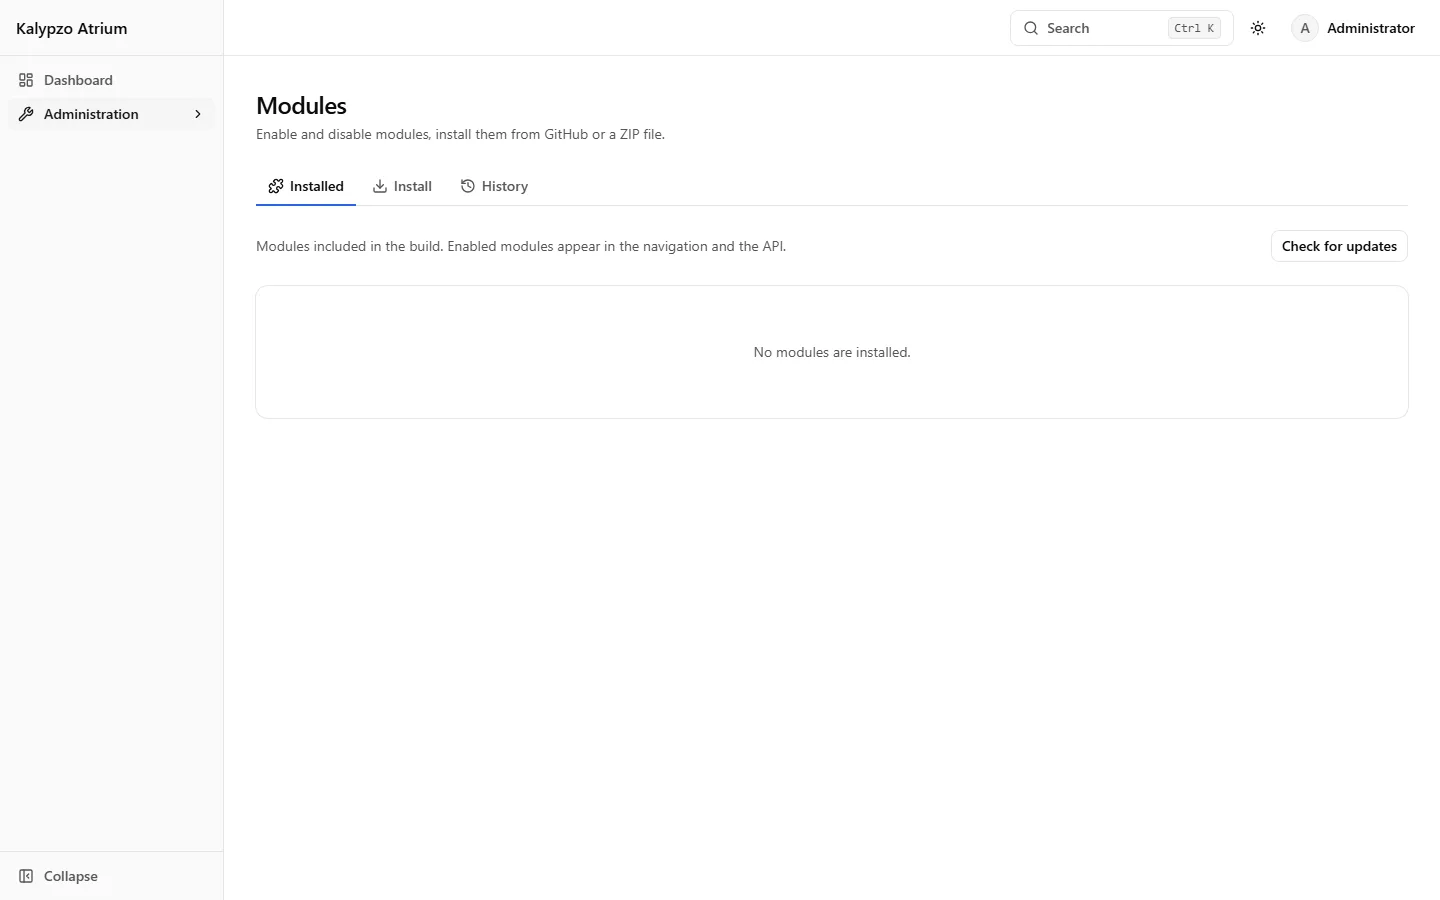 Kalypzo Atrium
Search
Ctrl K
A
Administrator
Dashboard
Administration
Modules
Enable and disable modules, install them from GitHub or a ZIP file.
Installed
Install
History
Modules included in the build. Enabled modules appear in the navigation and the API.
Check for updates
No modules are installed.
Collapse